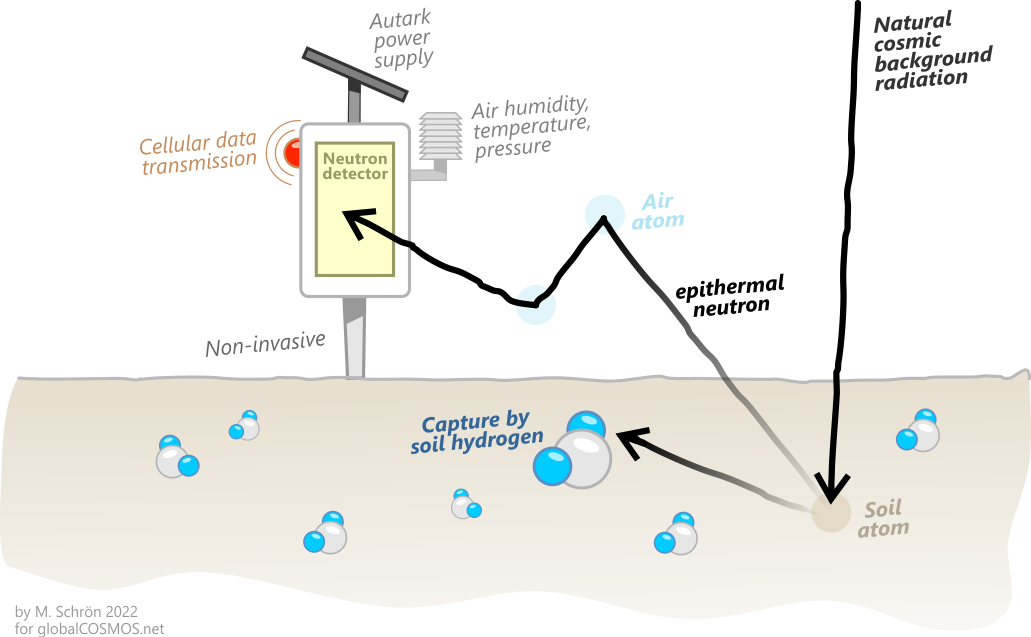 Autark
power
supply
Natural
cosmic
background
radiation
Air humidity,
temperature,
pressure
Cellular data
transmission
Neutron
detector
Air
atom
epithermal
neutron
Non-invasive
Capture by
soil hydrogen
Soil
atom
by M. Schrön 2022
for globalCOSMOS.net